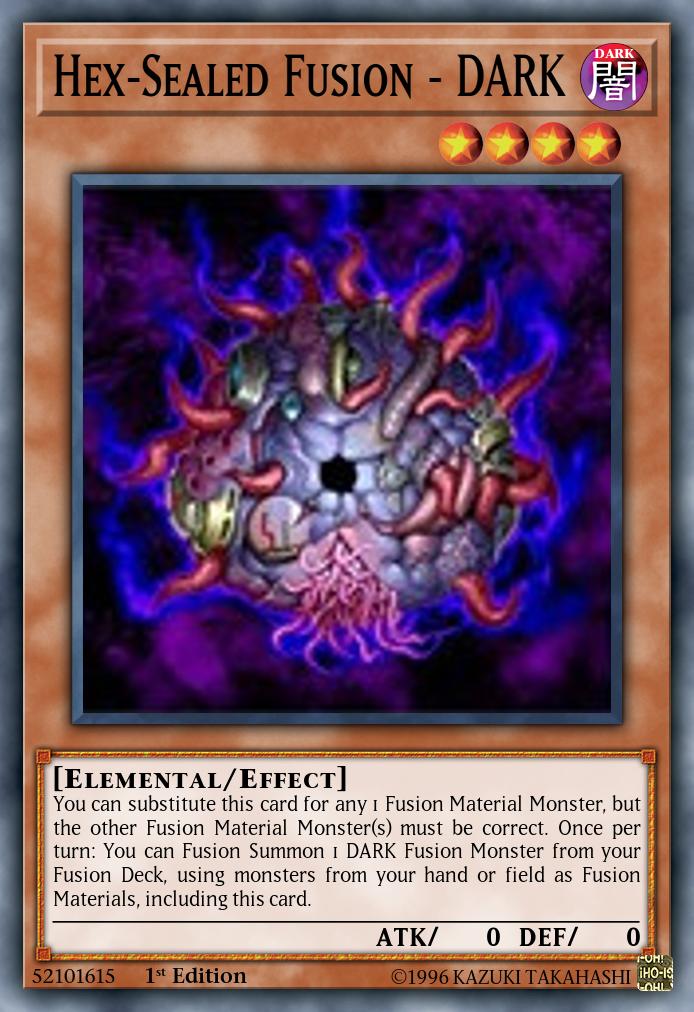 Hex-Sealed Fusion - DARK
DARK
闇
[Elemental/Effect]
You can substitute this card for any 1 Fusion Material Monster, but
the other Fusion Material Monster(s) must be correct. Once per
turn: You can Fusion Summon 1 DARK Fusion Monster from your
Fusion Deck, using monsters from your hand or field as Fusion
Materials, including this card.
ATK/ 0 DEF/ 0
52101615 1st Edition ©1996 KAZUKI TAKAHASHI